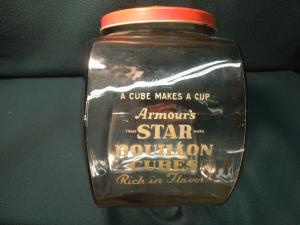 A CUBE MAKES A CUP
Armour's
TRADE STAR MARK
BOUILLON
CUBES
Rich in Flavor